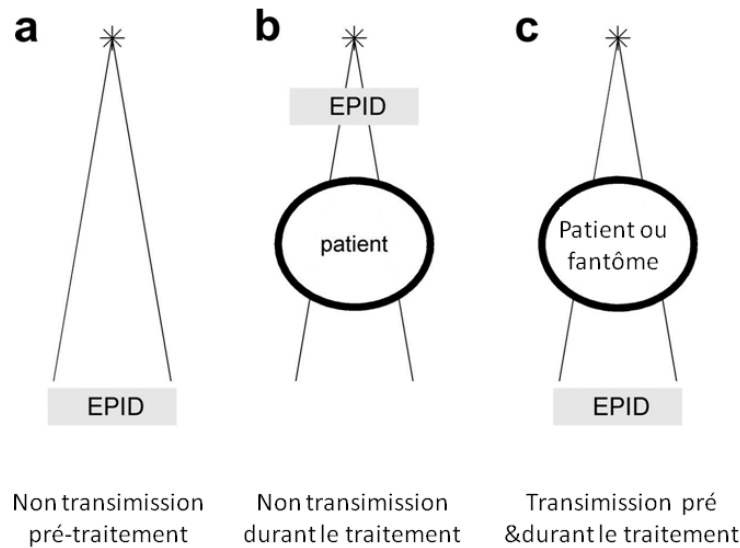 a
b
c
EPID
patient
EPID
Patient ou
fantôme
EPID
Non transimission
pré-traitement
Non transimission
durant le traitement
Transimission pré
&durant le traitement